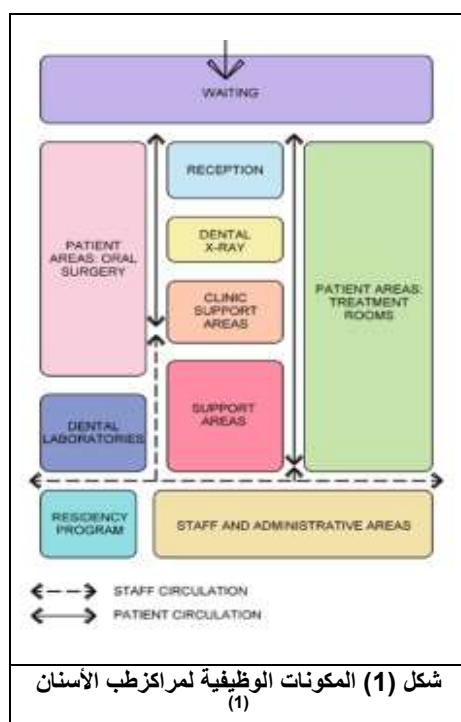 WAITING
RECEPTION
PATIENT
AREAS: ORAL
SURGERY
DENTAL
X-RAY
CLINIC
SUPPORT
AREAS
PATIENT AREAS:
TREATMENT
ROOMS
DENTAL
LABORATORIES
SUPPORT
AREAS
RESIDENCY
PROGRAM
STAFF AND ADMINISTRATIVE AREAS
STAFF CIRCULATION
PATIENT CIRCULATION
شكل (1) المكونات الوظيفية لمراكزطب الأسنان
(1)